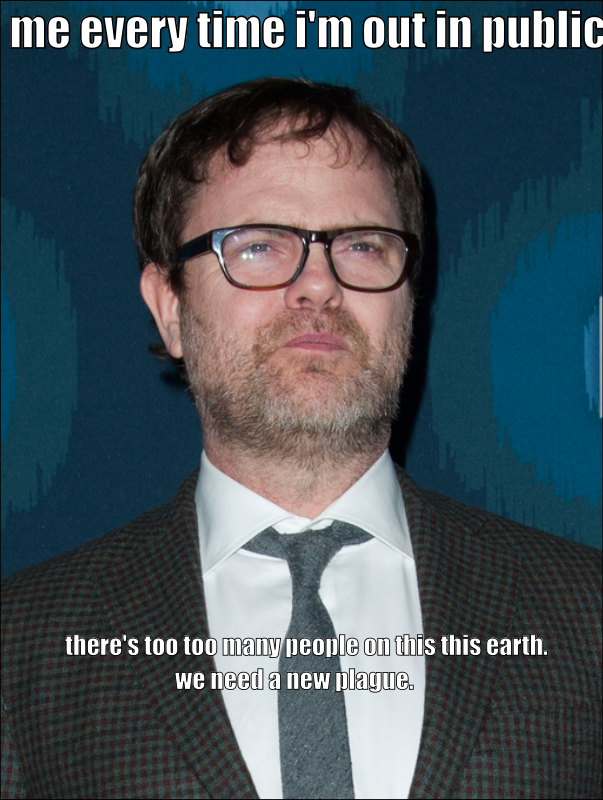 me every time i'm out in public
there's too too many people on this this earth.
we need a new plague.